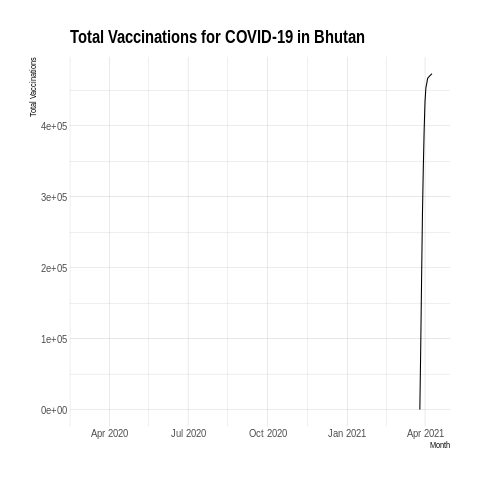 Total Vaccinations for COVID-19 in Bhutan
Total Vaccinations
4e+05
3e+05
2e+05
1e+05
0e+00
Apr 2020 Jul 2020 Oct 2020 Jan 2021 Apr 2021
Month